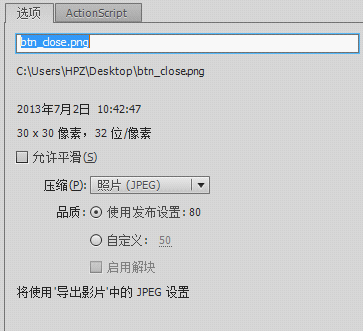 选项 ActionScript
btn_close.png
C:\Users\HPZ\Desktop\btn_close.png
2013年7月2日 10:42:47
30 x 30 像素，32 位/像素
允许平滑(S)
压缩(P): 照片 (JPEG)
品质: 使用发布设置: 80
自定义: 50
启用解块
将使用'导出影片'中的 JPEG 设置